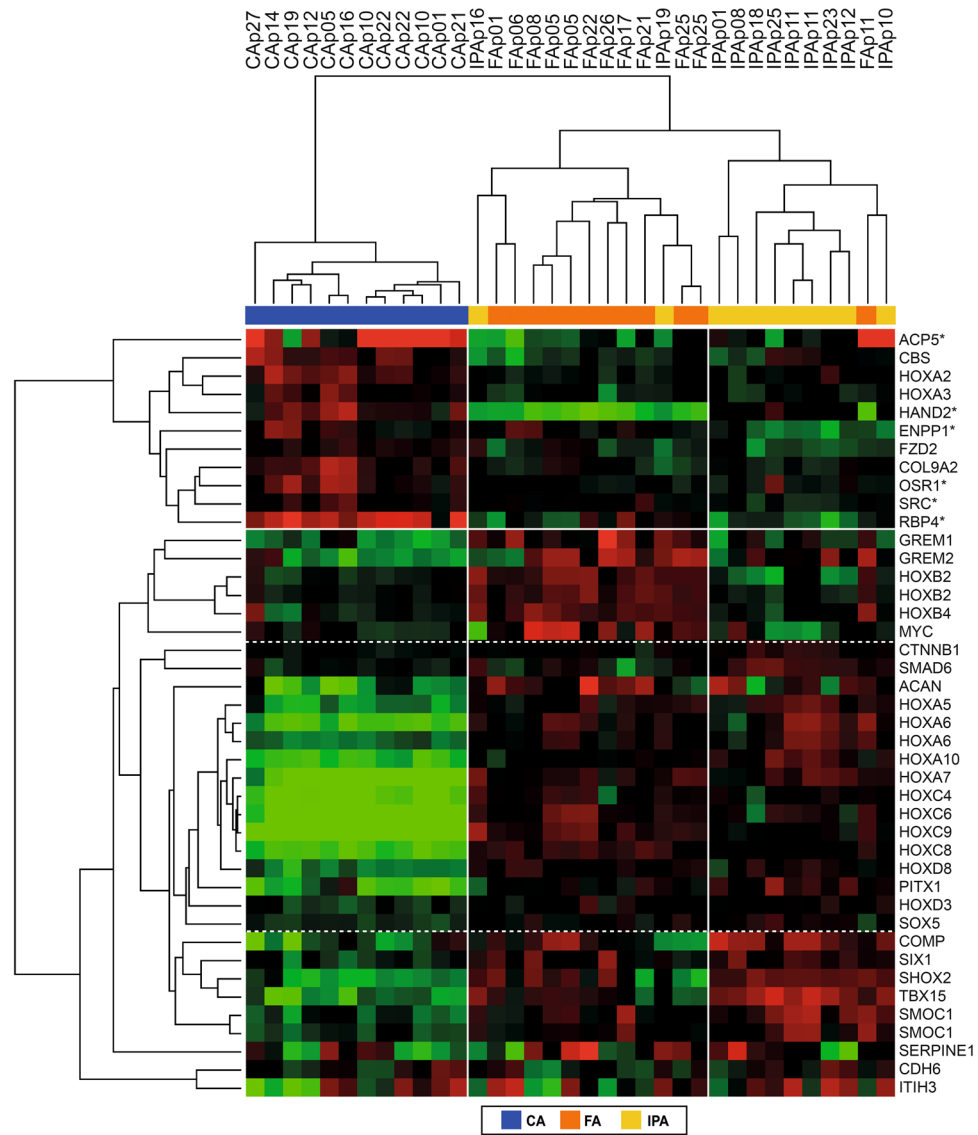 CAp27 CAp14 CAp19 CAp12 CAp05 CAp16 CAp10 CAp22 CAp22 CAp10 CAp01 CAp21 IPAp16 FAp01 FAp06 FAp08 FAp05 FAp05 FAp22 FAp26 FAp17 FAp21 IPAp19 FAp25 FAp25 IPAp01 IPAp08 IPAp18 IPAp25 IPAp11 IPAp11 IPAp23 IPAp12 FAp11 IPAp10
ACP5*
CBS
HOXA2
HOXA3
HAND2*
ENPP1*
FZD2
COL9A2
OSR1*
SRC*
RBP4*
GREM1
GREM2
HOXB2
HOXB2
HOXB4
MYC
CTNNB1
SMAD6
ACAN
HOXA5
HOXA6
HOXA6
HOXA10
HOXA7
HOXC4
HOXC6
HOXC9
HOXC8
HOXD8
PITX1
HOXD3
SOX5
COMP
SIX1
SHOX2
TBX15
SMOC1
SMOC1
SERPINE1
CDH6
ITIH3
CA FA IPA